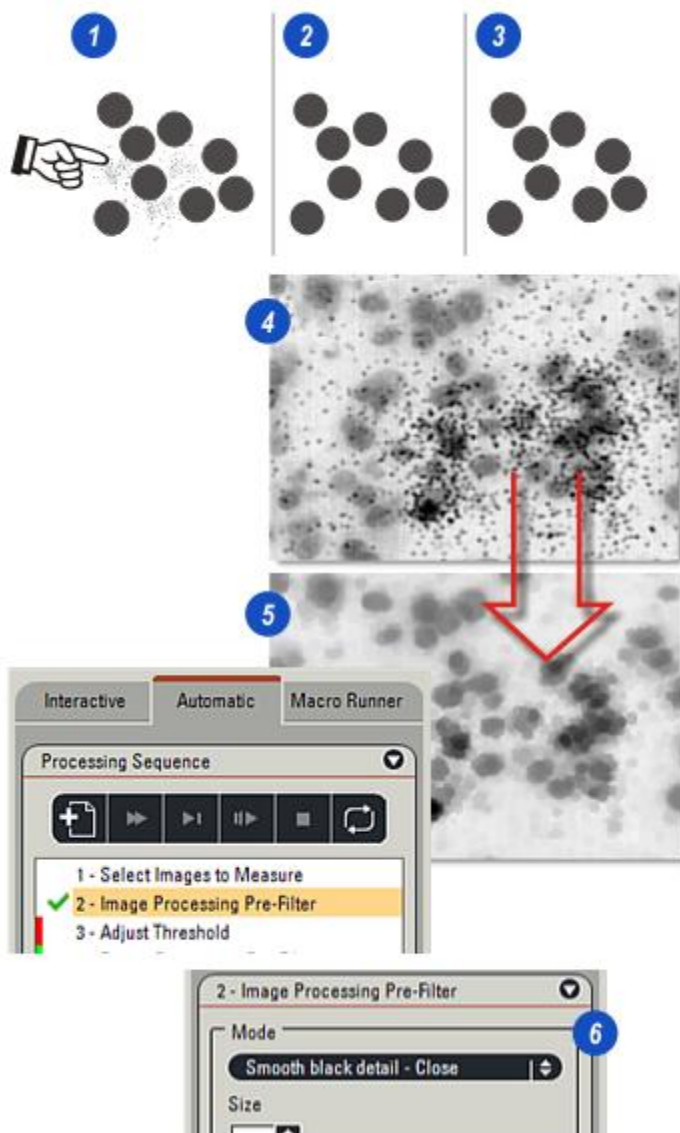 1 2 3
4
5
Interactive Automatic Macro Runner
Processing Sequence
1 - Select Images to Measure
2 - Image Processing Pre-Filter
3 - Adjust Threshold
2 - Image Processing Pre-Filter
6
Mode
Smooth black detail - Close
Size